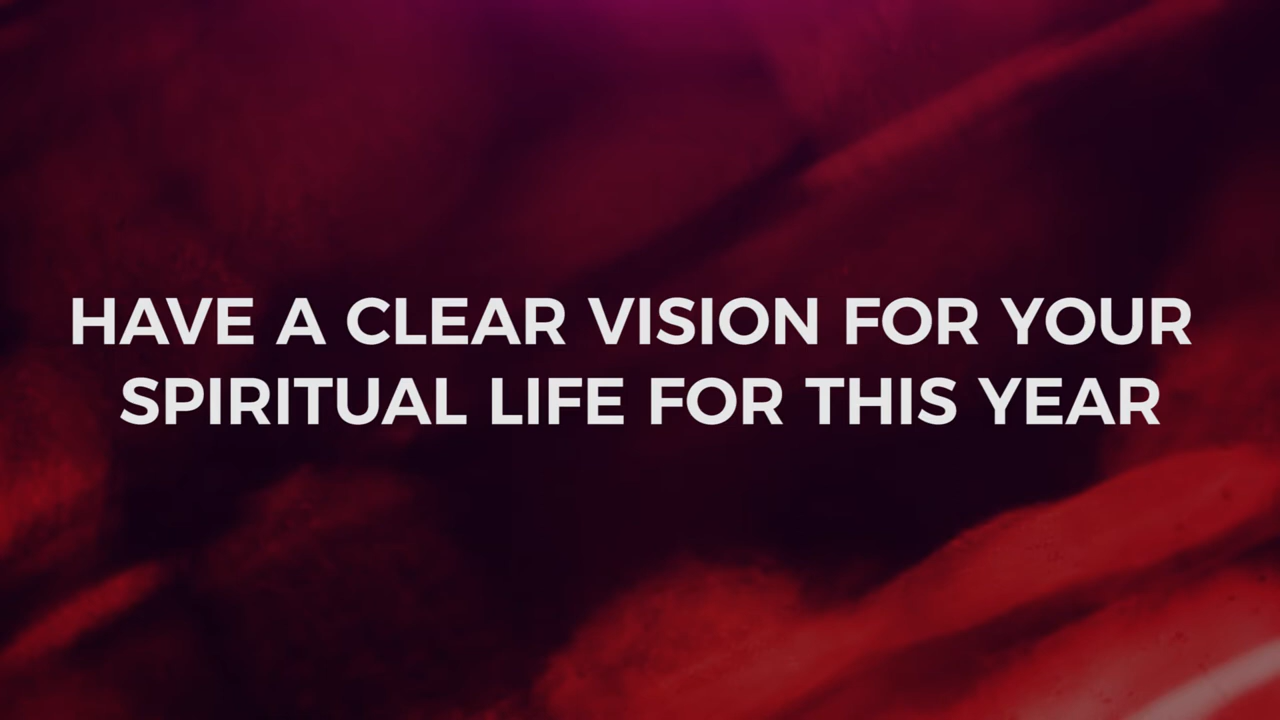 HAVE A CLEAR VISION FOR YOUR
SPIRITUAL LIFE FOR THIS YEAR